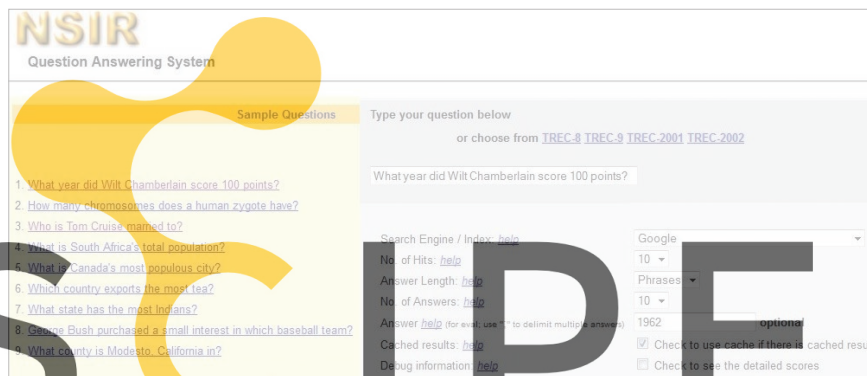 NSIR
Question Answering System
Sample Questions
1. What year did Wilt Chamberlain score 100 points?
2. How many chromosomes does a human zygote have?
3. Who is Tom Cruise married to?
4. What is South Africa's total population?
5. What is Canada's most populous city?
6. Which country exports the most tea?
7. What state has the most Indians?
8. George Bush purchased a small interest in which baseball team?
9. What county is Modesto, California in?
Type your question below
or choose from TREC-8 TREC-9 TREC-2001 TREC-2002
What year did Wilt Chamberlain score 100 points?
Search Engine / Index: help Google
No. of Hits: help 10
Answer Length: help Phrases
No. of Answers: help 10
Answer help (for eval; use "," to delimit multiple answers) 1962 optional
Cached results: help Check to use cache if there is cached resu
Debug information: help Check to see the detailed scores